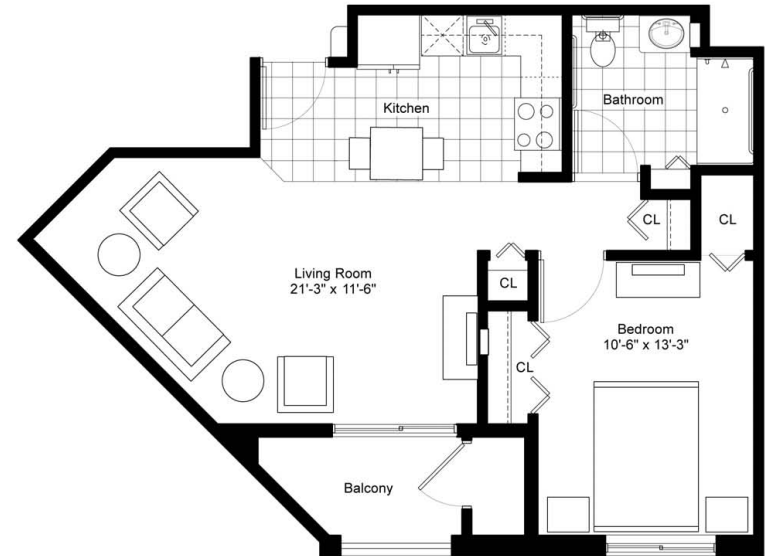 Kitchen
Bathroom
CL
CL
Living Room
21'-3" x 11'-6"
CL
Bedroom
10'-6" x 13'-3"
CL
Balcony